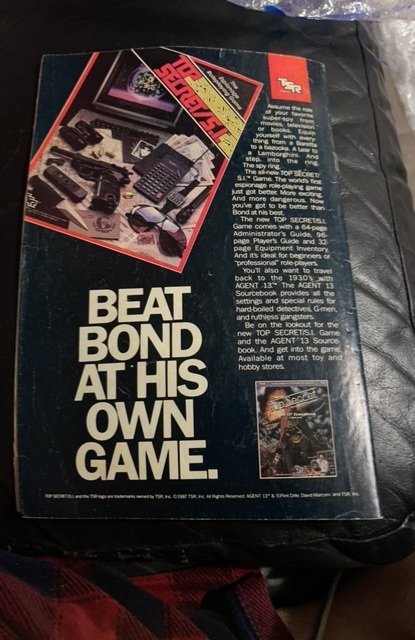 TOP
SECRET/S.I.
The
Espionage
Roleplaying Game
TSR
Assume the role
of your favorite
super-spy from
movies, television
or books. Equip
yourself with every-
thing from a Beretta
to a bazooka. A Lear to
a Lamborghini. And
step into the ring.
The spy ring.
The all-new TOP SECRET/
S.I.™ Game. The world's first
espionage role-playing game
just got better. More exciting.
And more dangerous. Now
you've got to be better than
Bond at his best.
The new TOP SECRET/S.I.
Game comes with a 64-page
Administrator's Guide, 96-
page Player's Guide and 32-
page Equipment Inventory.
And it's ideal for beginners or
"professional" role-players.
You'll also want to travel
back to the 1930's with
AGENT 13.™ The AGENT 13
Sourcebook provides all the
settings and special rules for
hard-boiled detectives, G-men,
and ruthless gangsters.
Be on the lookout for the
new TOP SECRET/S.I. Game
and the AGENT 13 Source
book. And get into the game.
Available at most toy and
hobby stores.
BEAT
BOND
AT HIS
OWN
GAME.
Top Secret
TOP SECRET/S.I. and the TSR logo are trademarks owned by TSR, Inc. ©1987 TSR, Inc. All Rights Reserved. AGENT 13™ & ©Flint Dille, David Marconi and TSR, Inc.